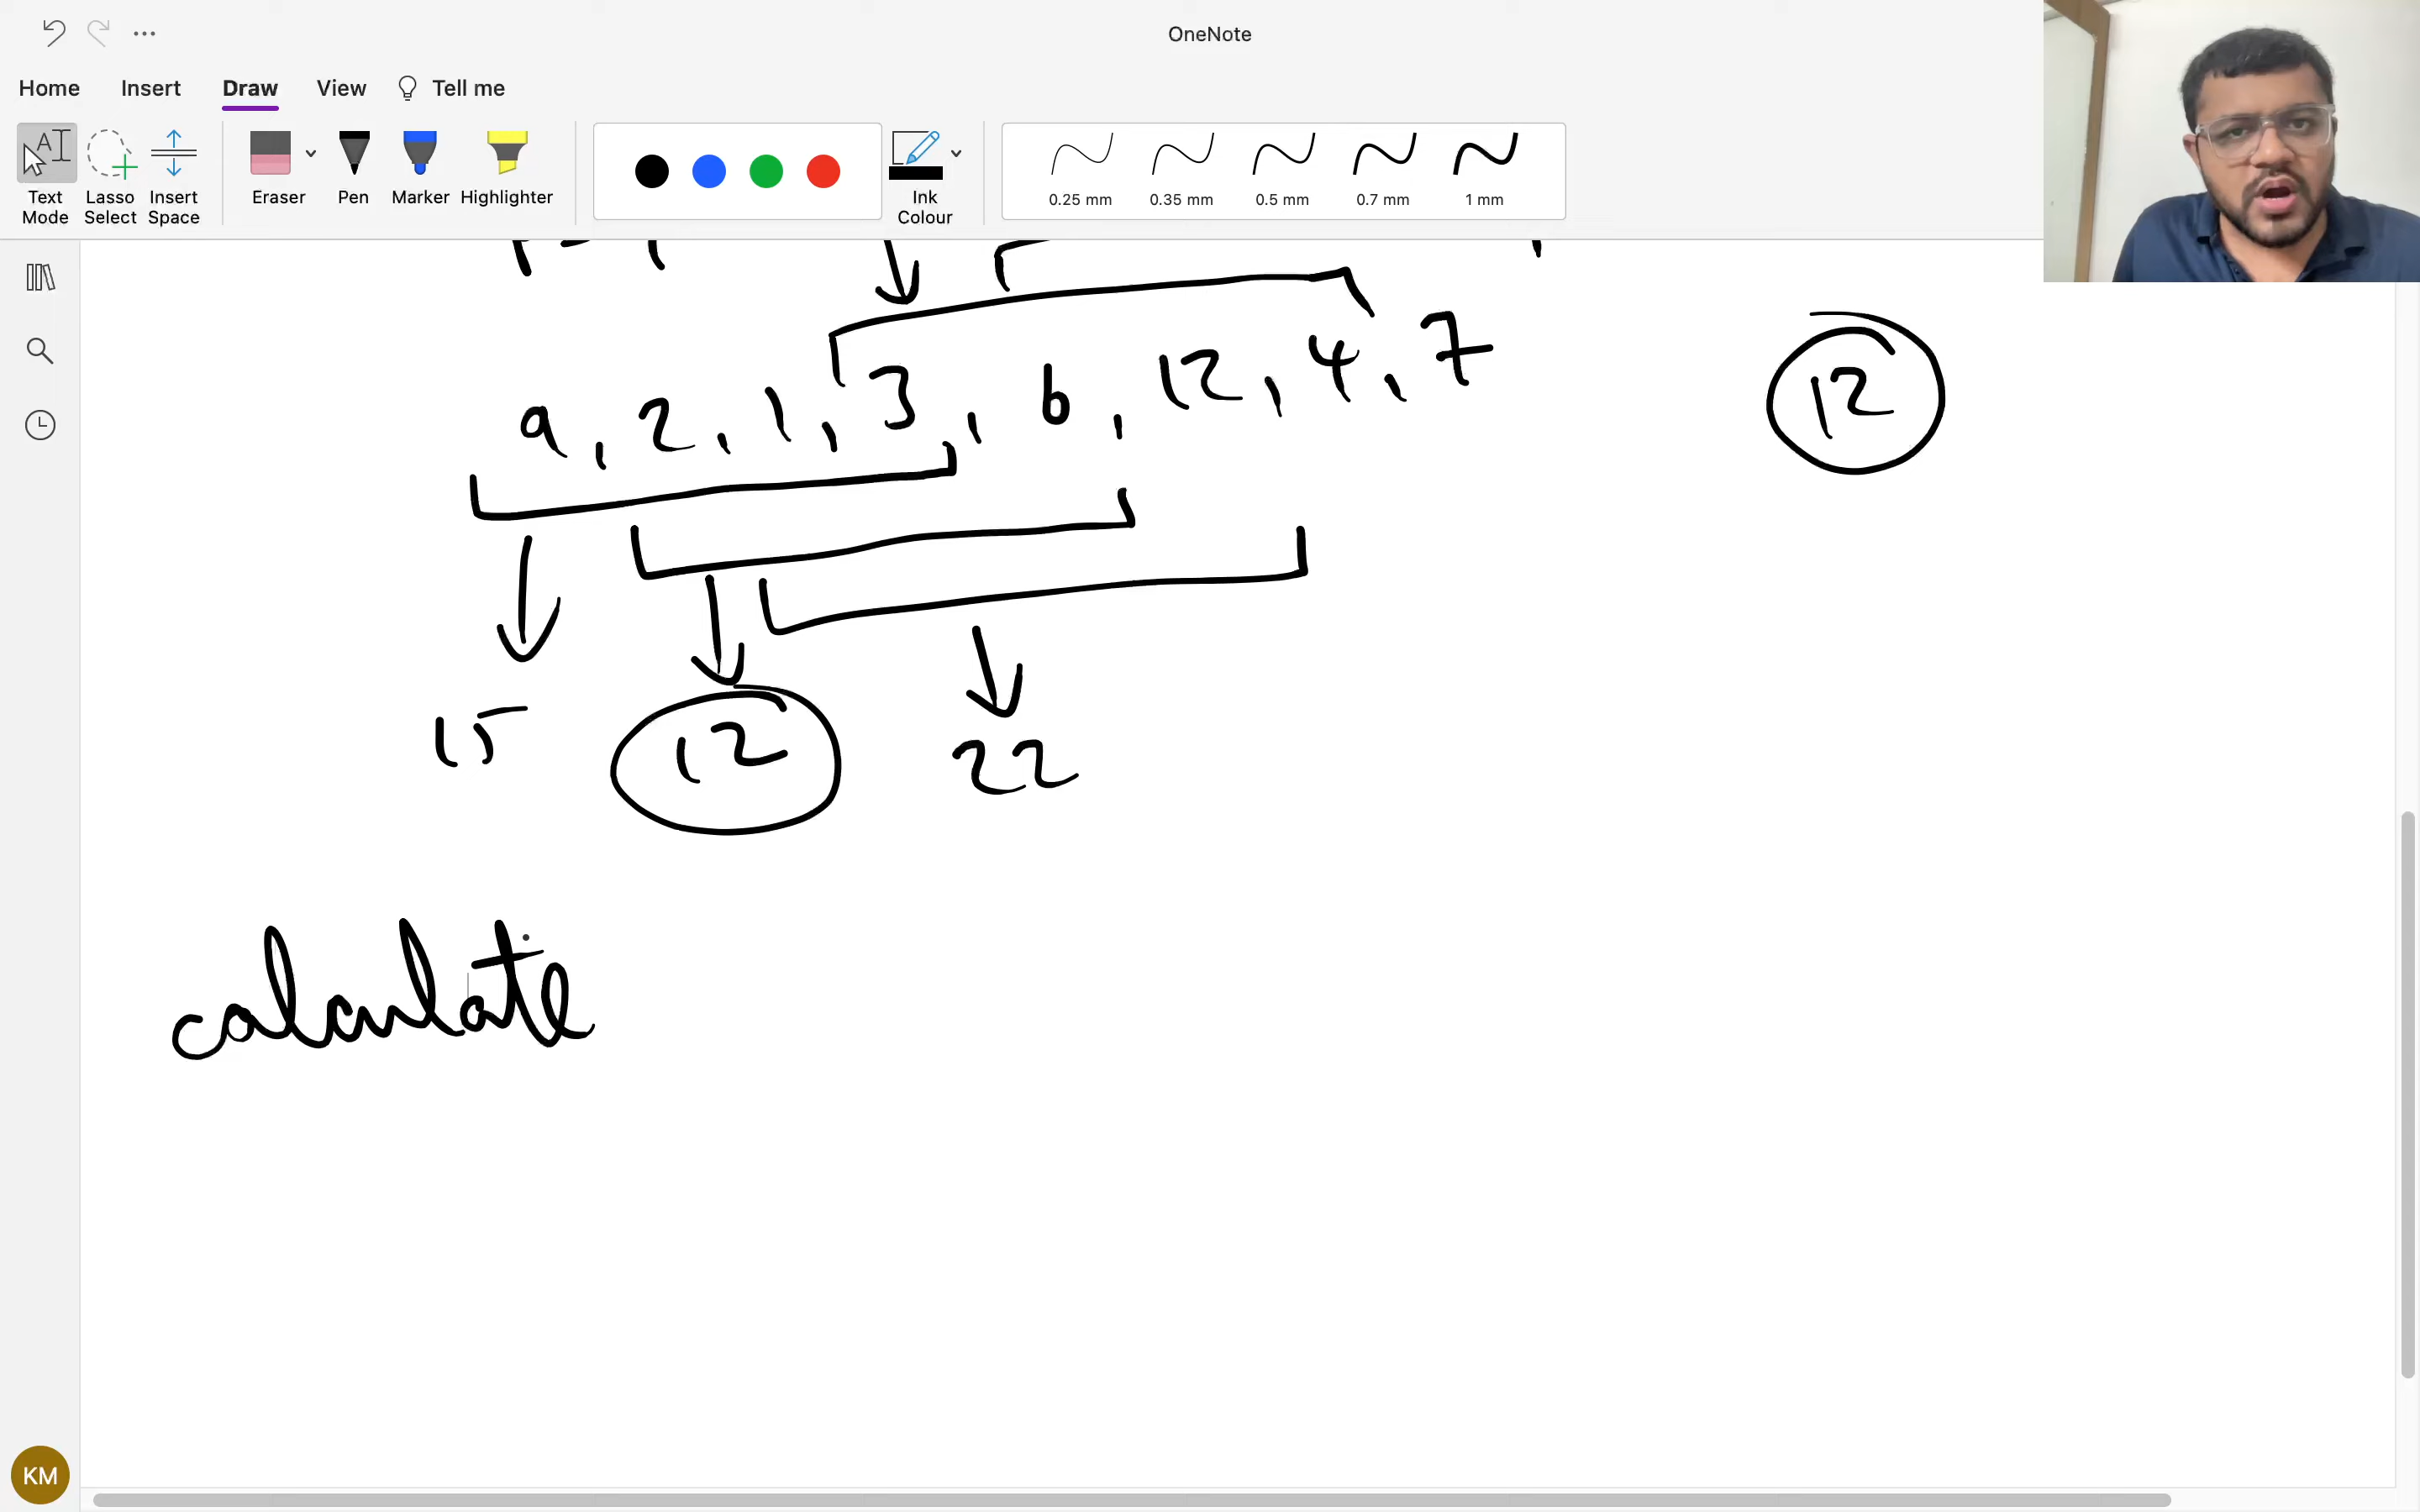 OneNote
Home Insert Draw View Tell me
Text Mode
Lasso Select
Insert Space
Eraser
Pen
Marker
Highlighter
Ink Colour
0.25 mm 0.35 mm 0.5 mm 0.7 mm 1 mm
9, 2, 1, 3, 6, 12, 4, 7
12
15 12 22
calculate
KM